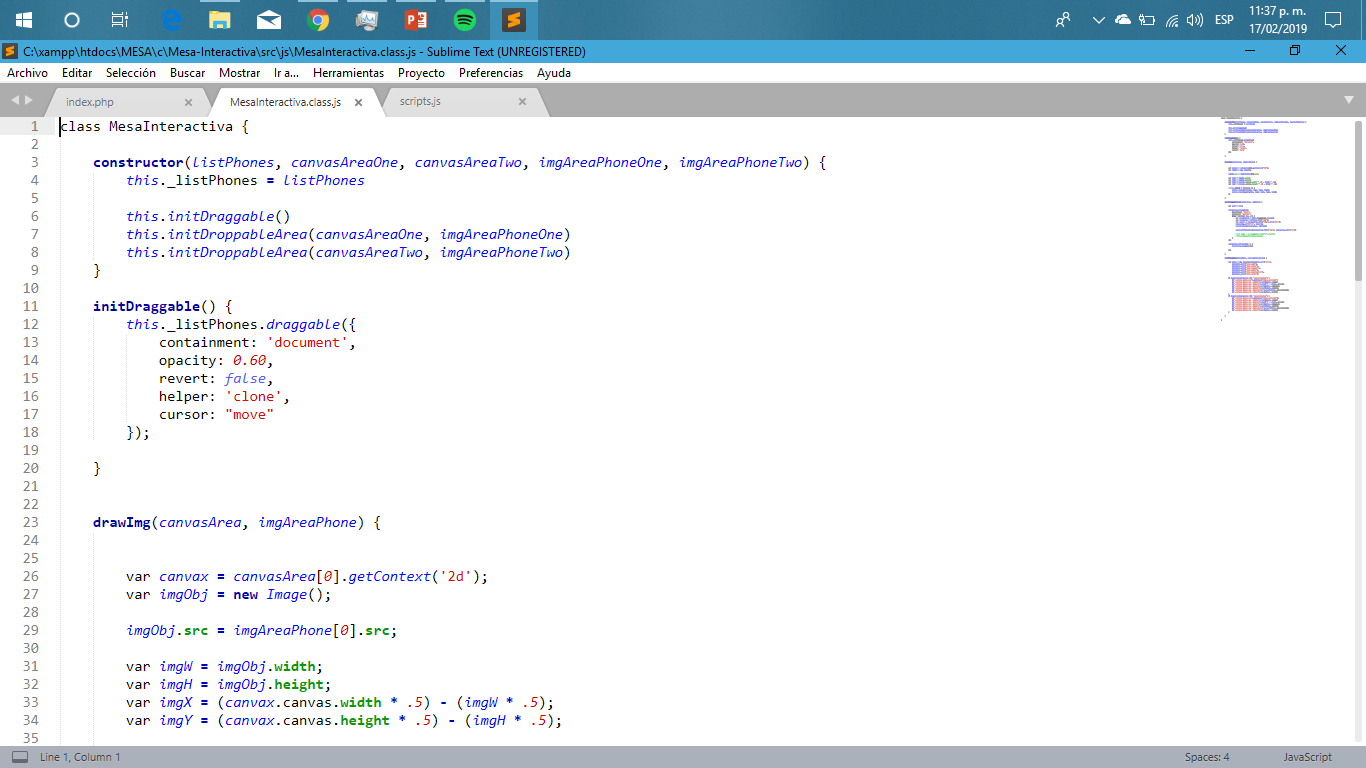 11:37 p. m.
ESP
17/02/2019
C:\xampp\htdocs\MESA\c\Mesa-Interactiva\src\js\MesaInteractiva.class.js - Sublime Text (UNREGISTERED)
Archivo Editar Selección Buscar Mostrar Ir a... Herramientas Proyecto Preferencias Ayuda
index.php MesaInteractiva.class.js scripts.js
1 class MesaInteractiva {
2
3 constructor(listPhones, canvasAreaOne, canvasAreaTwo, imgAreaPhoneOne, imgAreaPhoneTwo) {
4 this._listPhones = listPhones
5
6 this.initDraggable()
7 this.initDroppableArea(canvasAreaOne, imgAreaPhoneOne)
8 this.initDroppableArea(canvasAreaTwo, imgAreaPhoneTwo)
9 }
10
11 initDraggable() {
12 this._listPhones.draggable({
13 containment: 'document',
14 opacity: 0.60,
15 revert: false,
16 helper: 'clone',
17 cursor: "move"
18 });
19
20 }
21
22
23 drawImg(canvasArea, imgAreaPhone) {
24
25
26 var canvax = canvasArea[0].getContext('2d');
27 var imgObj = new Image();
28
29 imgObj.src = imgAreaPhone[0].src;
30
31 var imgW = imgObj.width;
32 var imgH = imgObj.height;
33 var imgX = (canvax.canvas.width * .5) - (imgW * .5);
34 var imgY = (canvax.canvas.height * .5) - (imgH * .5);
35
Line 1, Column 1 Spaces: 4 JavaScript